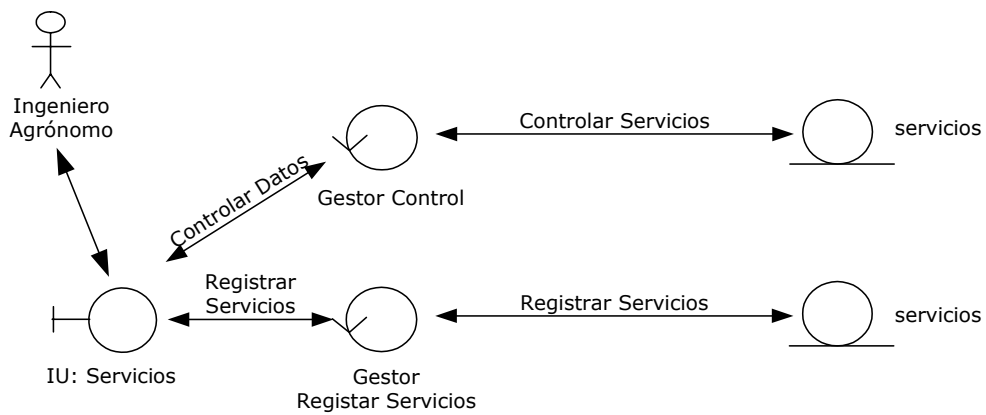 Ingeniero
Agrónomo
Controlar Servicios
servicios
Controlar Datos
Gestor Control
Registrar
Servicios
Registrar Servicios
servicios
IU: Servicios
Gestor
Registar Servicios